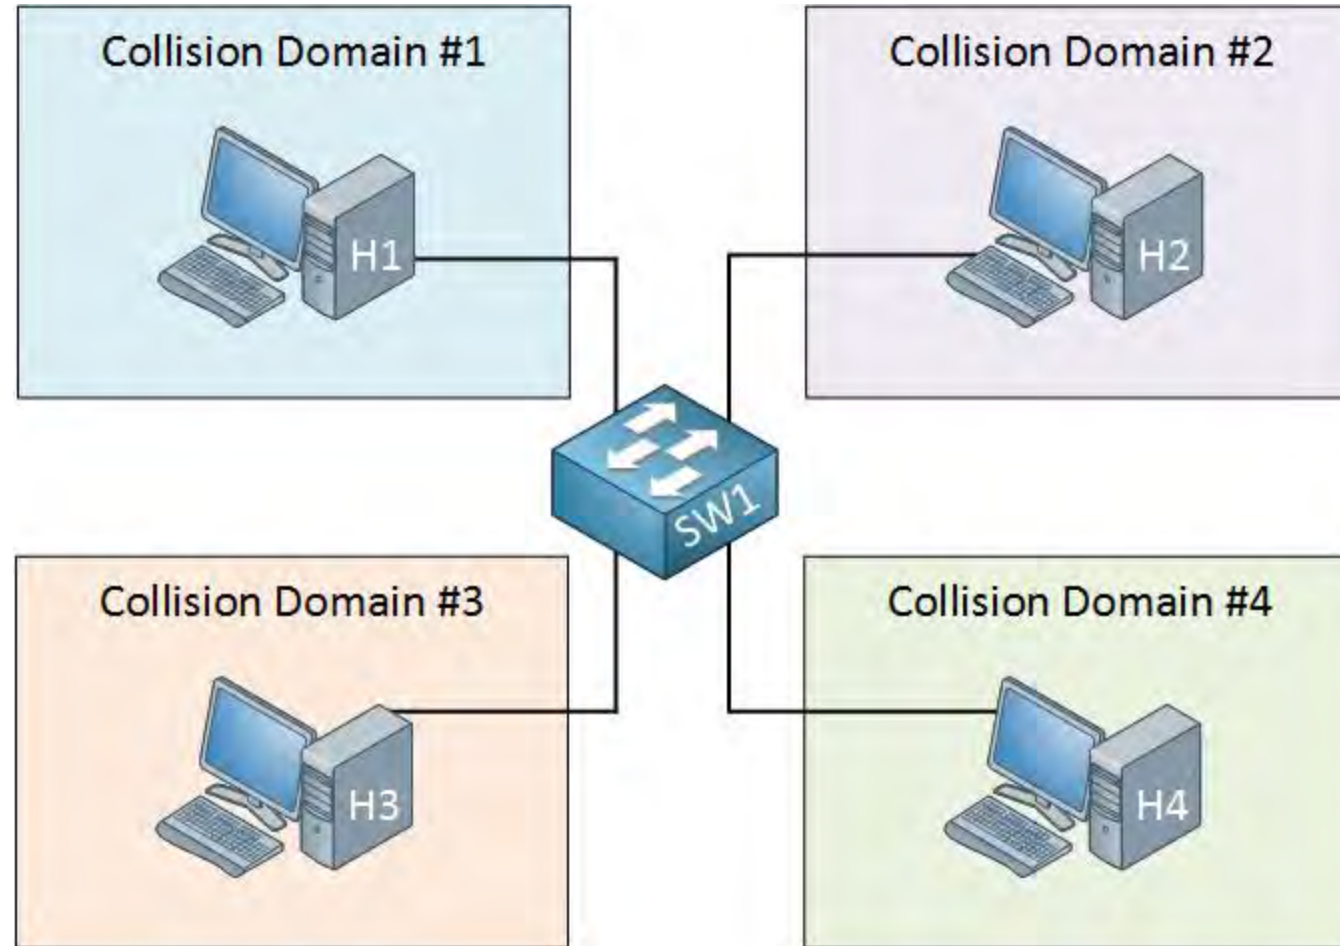 Collision Domain #1
Collision Domain #2
H1
H2
SW1
Collision Domain #3
Collision Domain #4
H3
H4